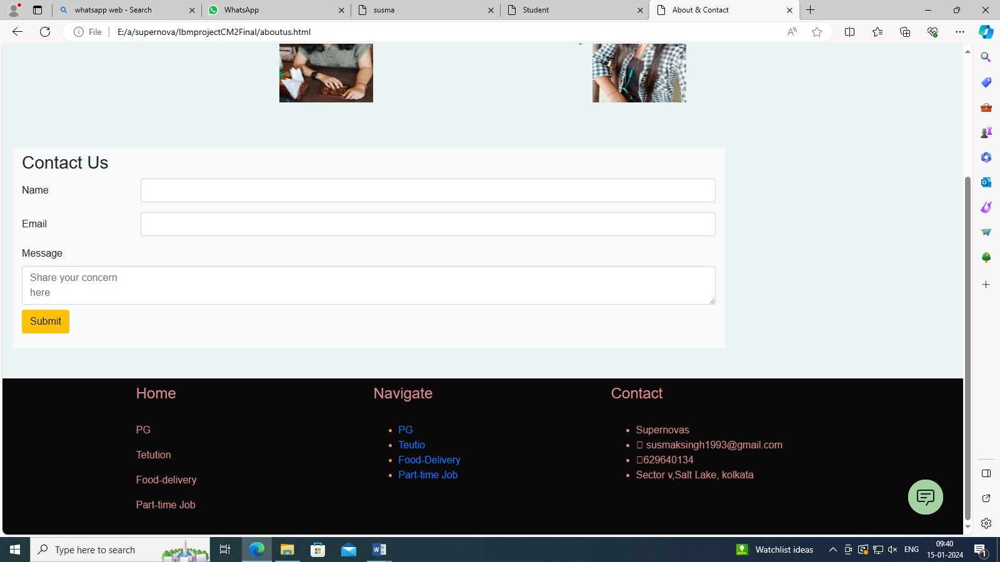 whatsapp web - Search
WhatsApp
susma
Student
About & Contact
File
E:/a/supernova/IbmprojectCM2Final/aboutus.html
Contact Us
Name
Email
Message
Share your concern
here
Submit
Home
PG
Tetution
Food-delivery
Part-time Job
Navigate
PG
Teutio
Food-Delivery
Part-time Job
Contact
Supernovas
susmaksingh1993@gmail.com
629640134
Sector v,Salt Lake, kolkata
Type here to search
Watchlist ideas
ENG
09:40
15-01-2024
1